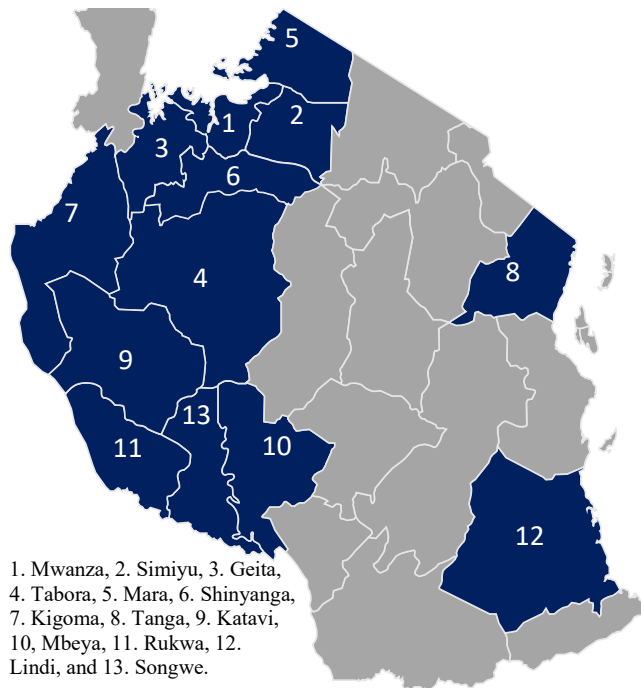 5
1
2
3
6
7
8
4
9
13
10
11
12
1. Mwanza, 2. Simiyu, 3. Geita,
4. Tabora, 5. Mara, 6. Shinyanga,
7. Kigoma, 8. Tanga, 9. Katavi,
10, Mbeya, 11. Rukwa, 12.
Lindi, and 13. Songwe.